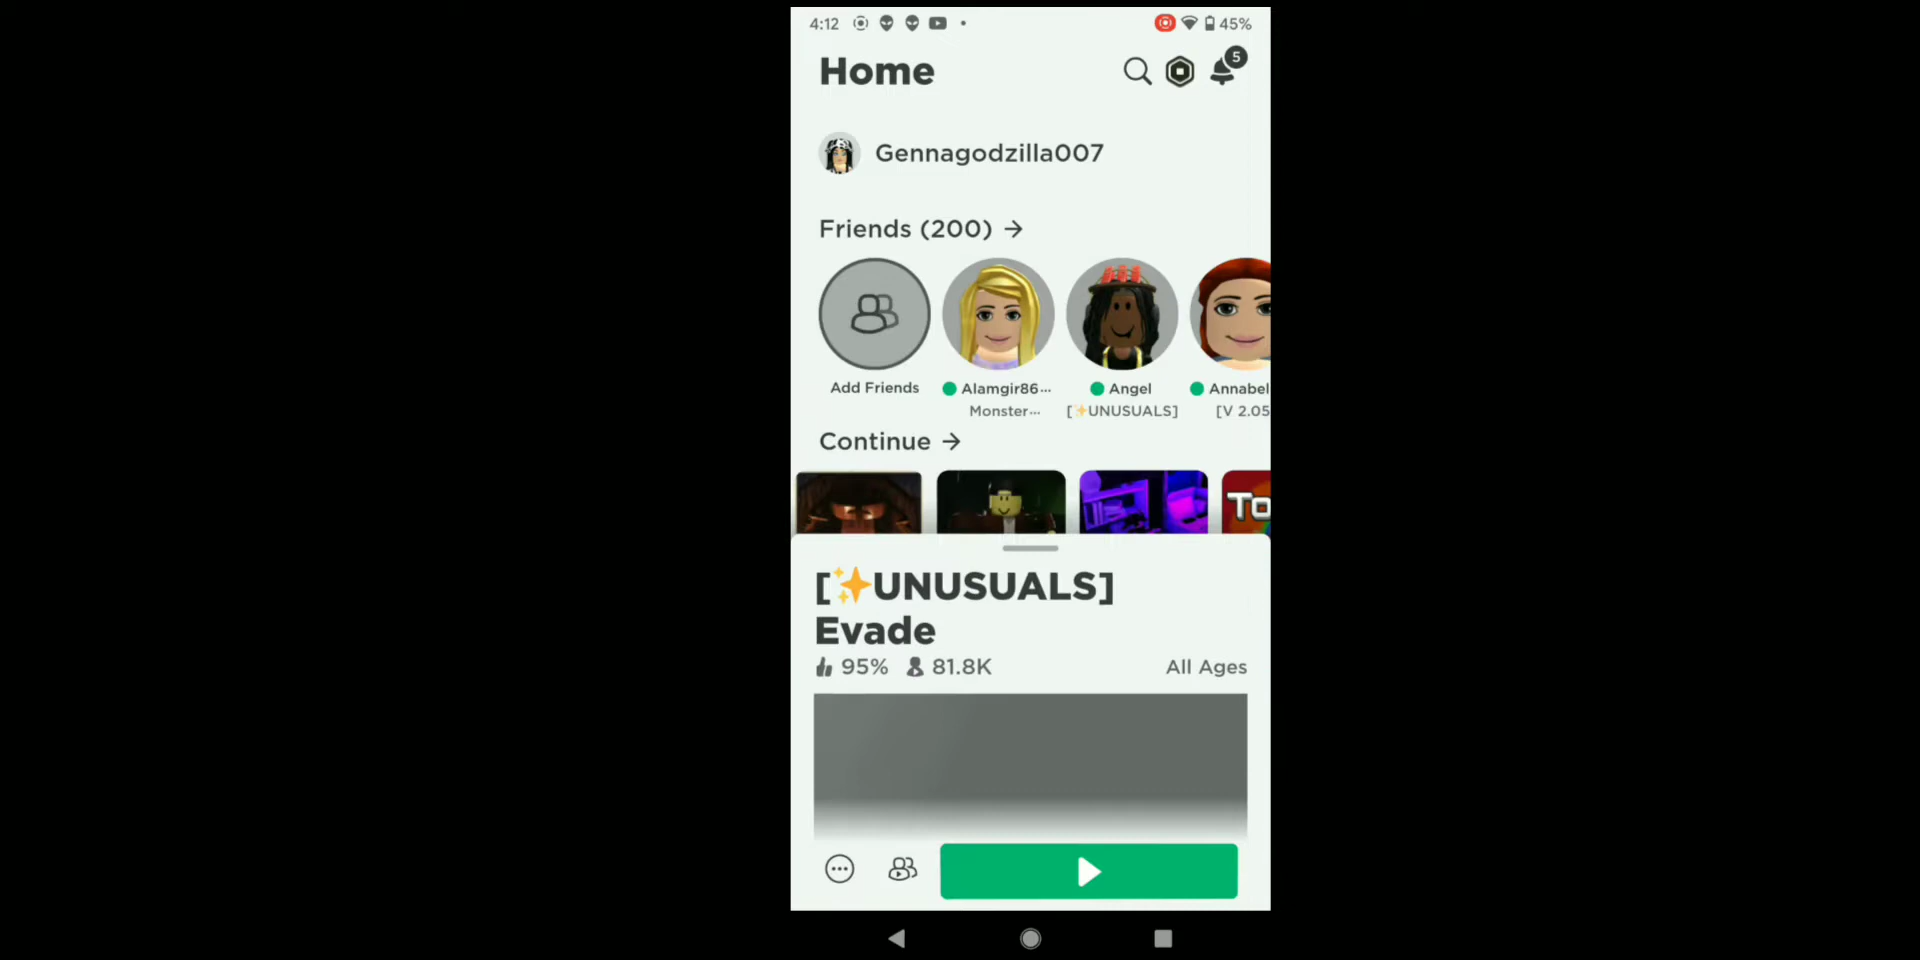 4:12
45%
Home
5
Gennagodzilla007
Friends (200) →
Add Friends
Alamgir86...
Angel
Annabel
Monster...
[✨UNUSUALS]
[V 2.05
Continue →
To
[✨UNUSUALS]
Evade
95% 81.8K
All Ages